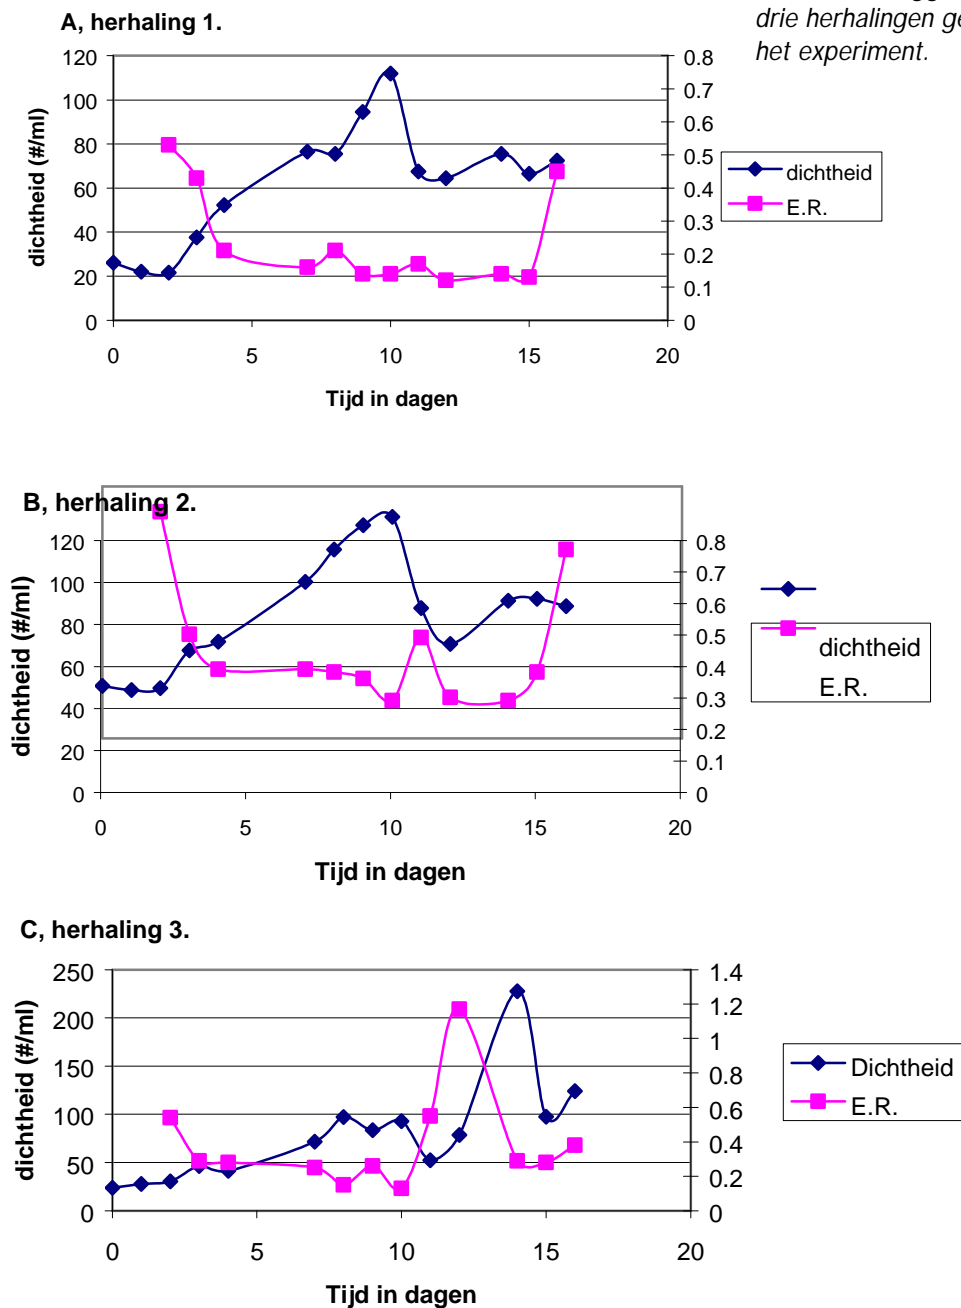 drie herhalingen
het experiment.
A, herhaling 1.
120
100
80
60
40
20
0
0.8
0.7
0.6
0.5
0.4
0.3
0.2
0.1
0
dichtheid (#/ml)
0 5 10 15 20
Tijd in dagen
dichtheid
E.R.
B, herhaling 2.
120
100
80
60
40
20
0
0.8
0.7
0.6
0.5
0.4
0.3
0.2
0.1
0
dichtheid (#/ml)
0 5 10 15 20
Tijd in dagen
dichtheid
E.R.
C, herhaling 3.
250
200
150
100
50
0
1.4
1.2
1
0.8
0.6
0.4
0.2
0
dichtheid (#/ml)
0 5 10 15 20
Tijd in dagen
Dichtheid
E.R.